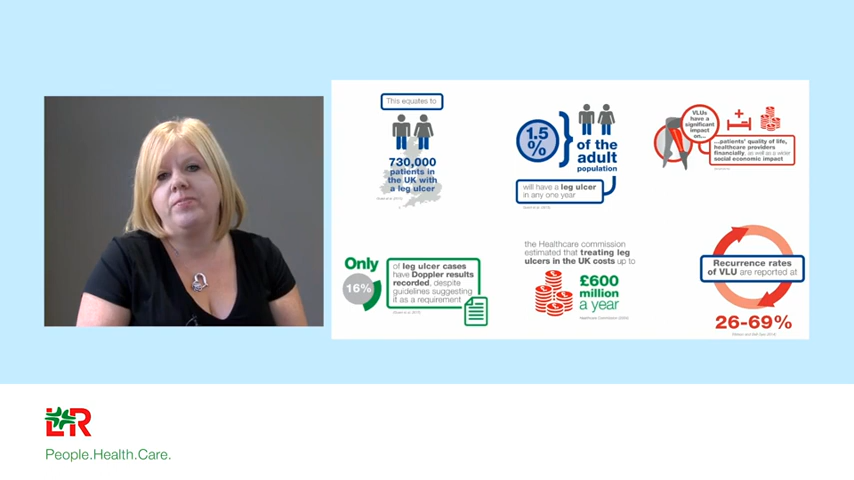 This equates to
730,000
patients in
the UK with
a leg ulcer
1.5
%
of the
adult
population
will have a leg ulcer
in any one year
VLUs
have a
significant
impact
on...
...patients' quality of life,
healthcare providers
financially, as well as a wider
social economic impact
Only
16%
of leg ulcer cases
have Doppler results
recorded, despite
guidelines suggesting
it as a requirement
the Healthcare commission
estimated that treating leg
ulcers in the UK costs up to
£600
million
a year
Healthcare Commission
Recurrence rates
of VLU are reported at
26-69%
L&R
People.Health.Care.